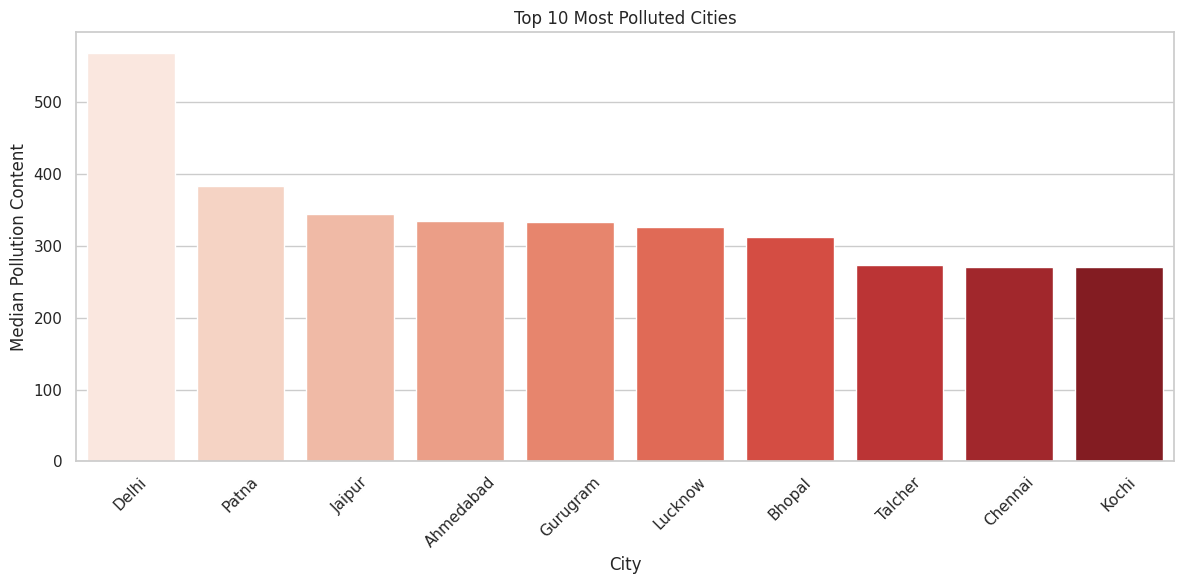 Top 10 Most Polluted Cities
Median Pollution Content
500
400
300
200
100
0
Delhi
Patna
Jaipur
Ahmedabad
Gurugram
Lucknow
Bhopal
Talcher
Chennai
Kochi
City